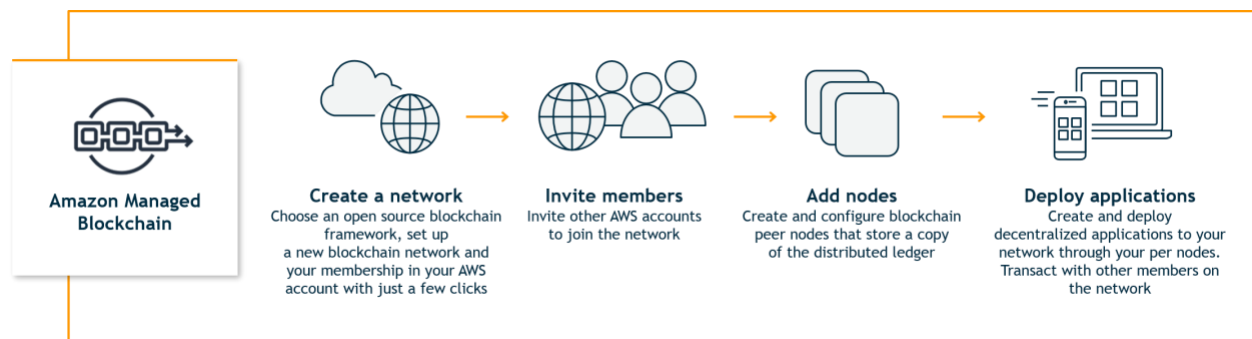 Amazon Managed
Blockchain
Create a network
Choose an open source blockchain
framework, set up
a new blockchain network and
your membership in your AWS
account with just a few clicks
Invite members
Invite other AWS accounts
to join the network
Add nodes
Create and configure blockchain
peer nodes that store a copy
of the distributed ledger
Deploy applications
Create and deploy
decentralized applications to your
network through your per nodes.
Transact with other members on
the network